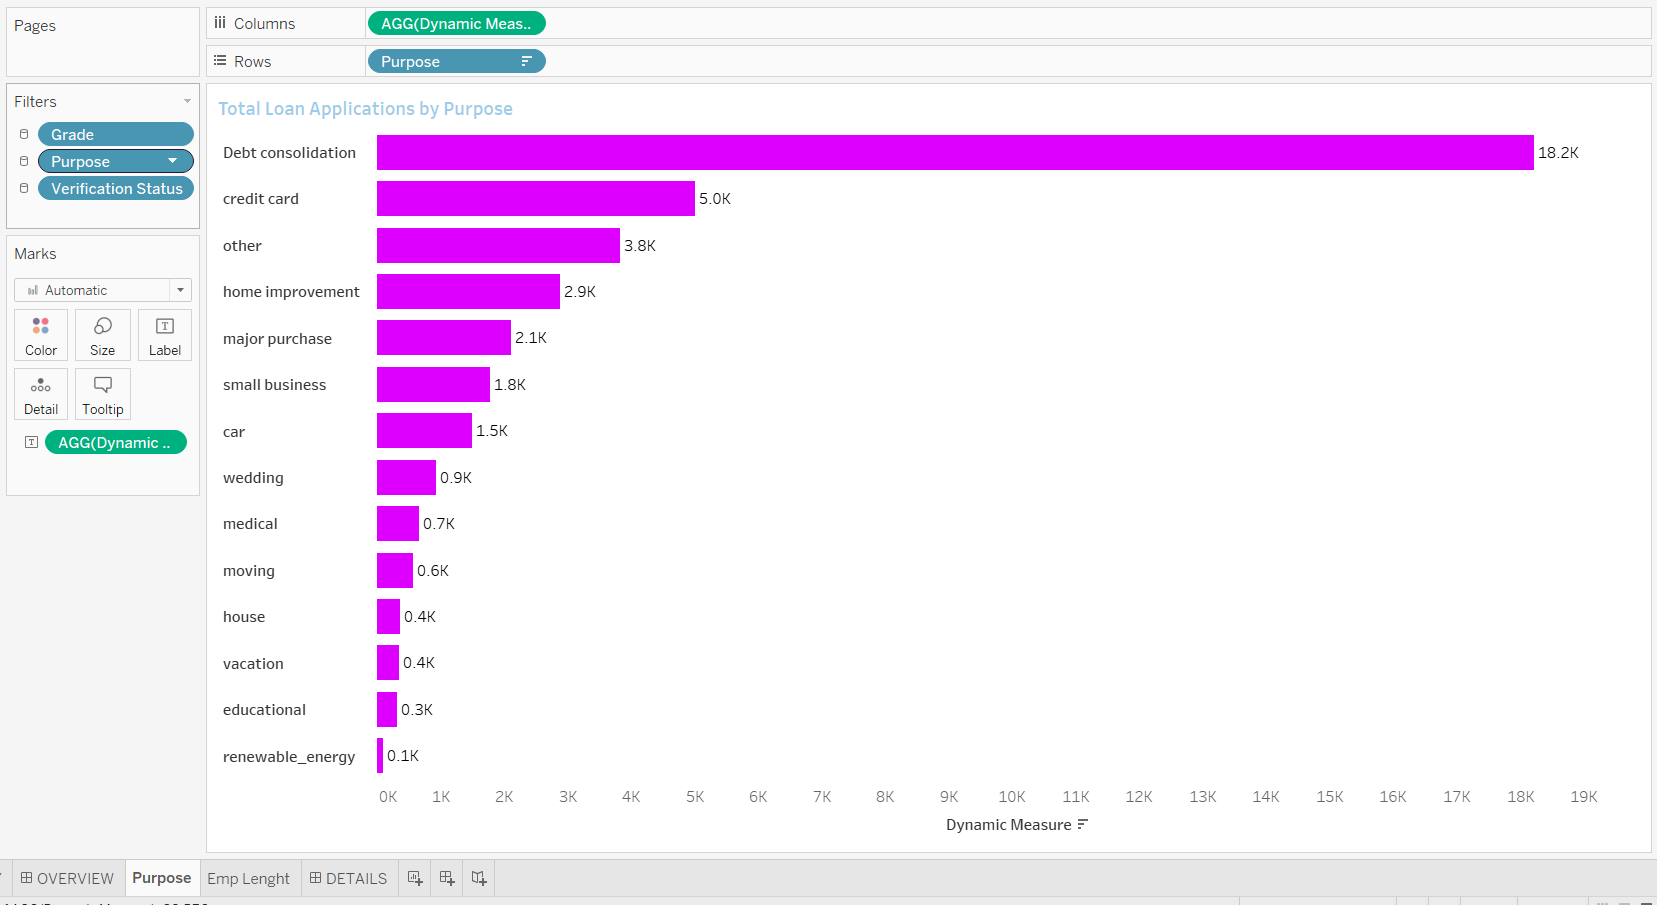 Pages
Columns
AGG(Dynamic Meas..
Rows
Purpose
Filters
Grade
Purpose
Verification Status
Marks
Automatic
Color
Size
Label
Detail
Tooltip
AGG(Dynamic ..
Total Loan Applications by Purpose
Debt consolidation 18.2K
credit card 5.0K
other 3.8K
home improvement 2.9K
major purchase 2.1K
small business 1.8K
car 1.5K
wedding 0.9K
medical 0.7K
moving 0.6K
house 0.4K
vacation 0.4K
educational 0.3K
renewable_energy 0.1K
0K 1K 2K 3K 4K 5K 6K 7K 8K 9K 10K 11K 12K 13K 14K 15K 16K 17K 18K 19K
Dynamic Measure
OVERVIEW Purpose Emp Lenght DETAILS